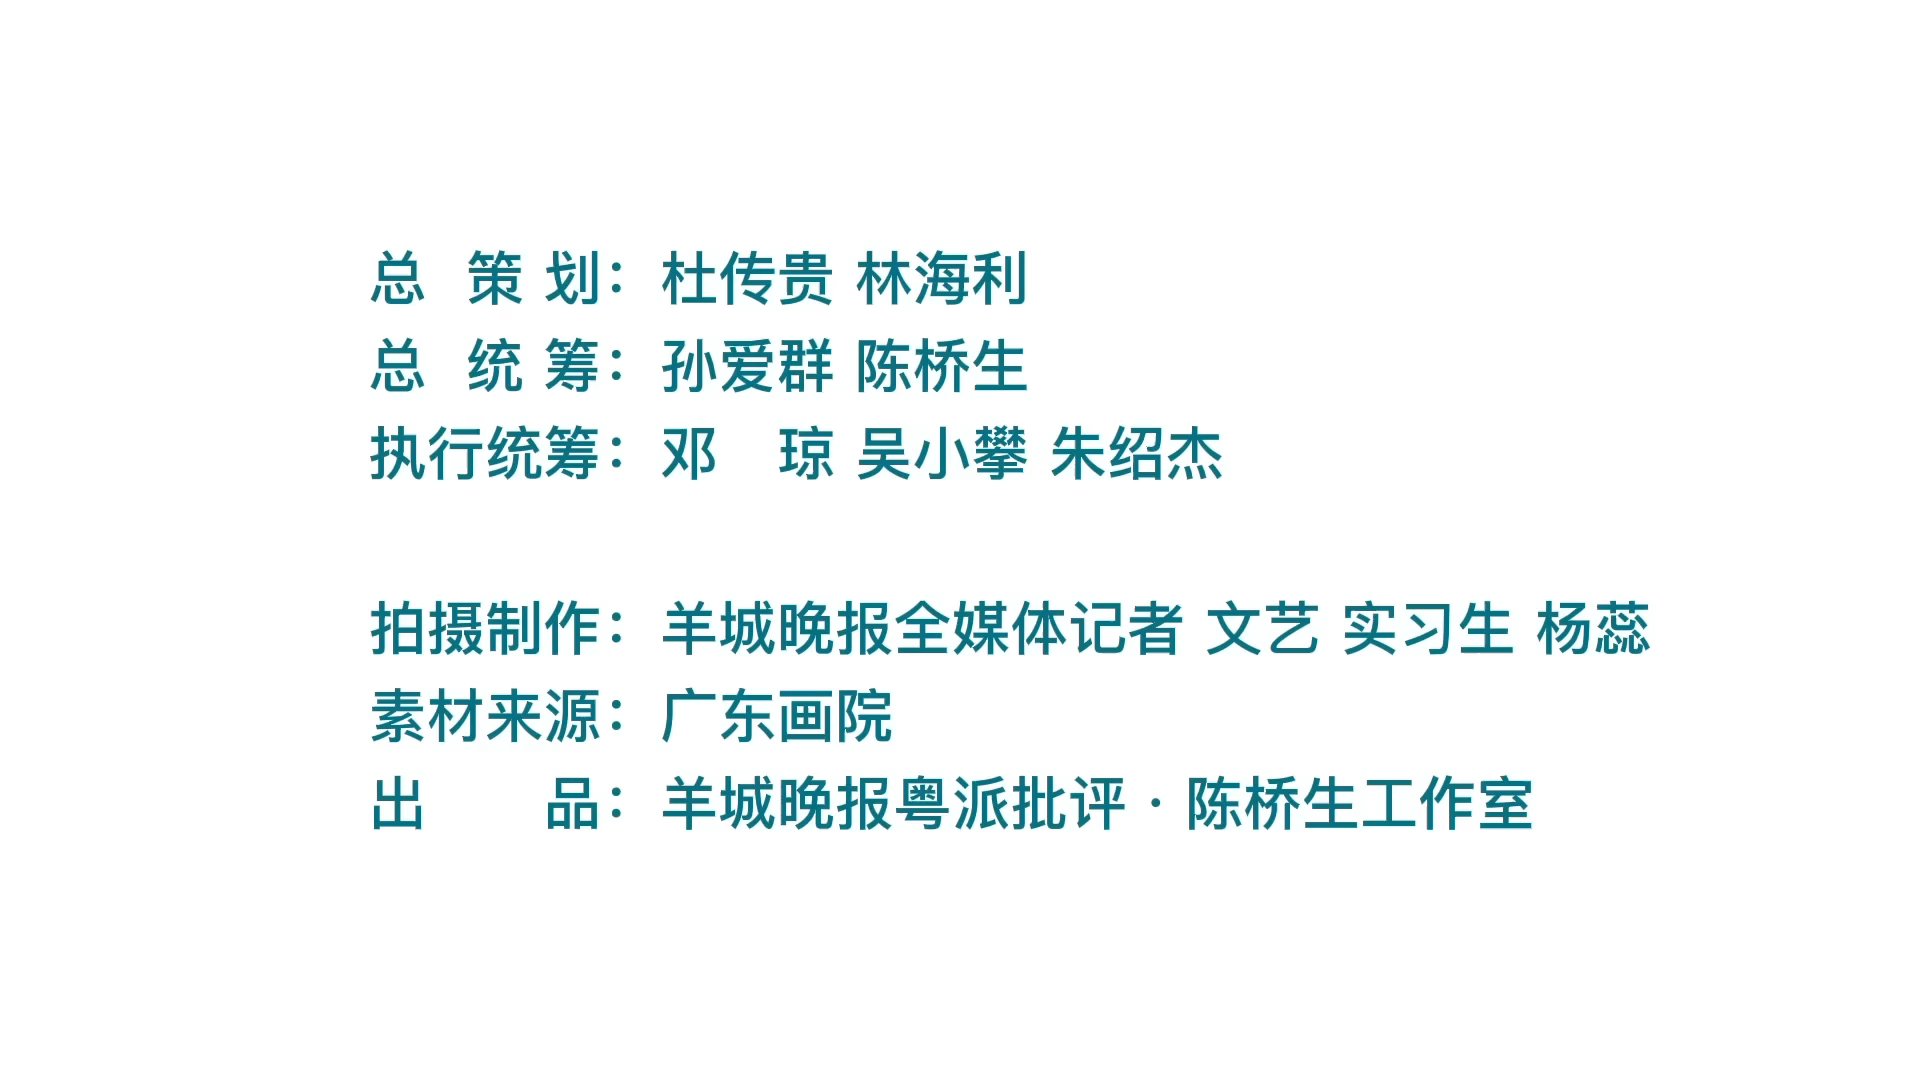 总 策 划：杜传贵 林海利
总 统 筹：孙爱群 陈桥生
执行统筹：邓　琼 吴小攀 朱绍杰
拍摄制作：羊城晚报全媒体记者 文艺 实习生 杨蕊
素材来源：广东画院
出　　品：羊城晚报粤派批评 · 陈桥生工作室